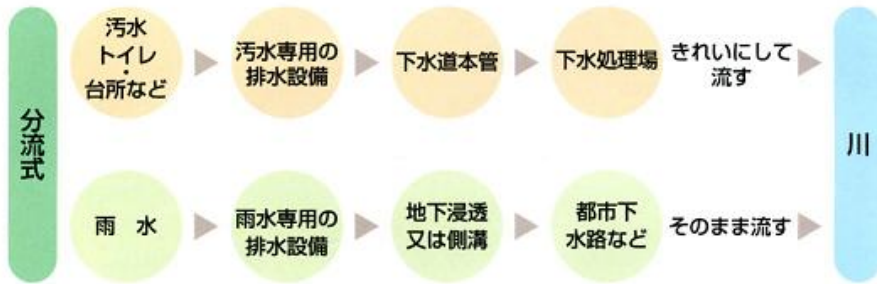 分流式
汚水
トイレ
・
台所など
汚水専用の
排水設備
下水道本管
下水処理場
きれいにして
流す
雨 水
雨水専用の
排水設備
地下浸透
又は側溝
都市下
水路など
そのまま流す
川